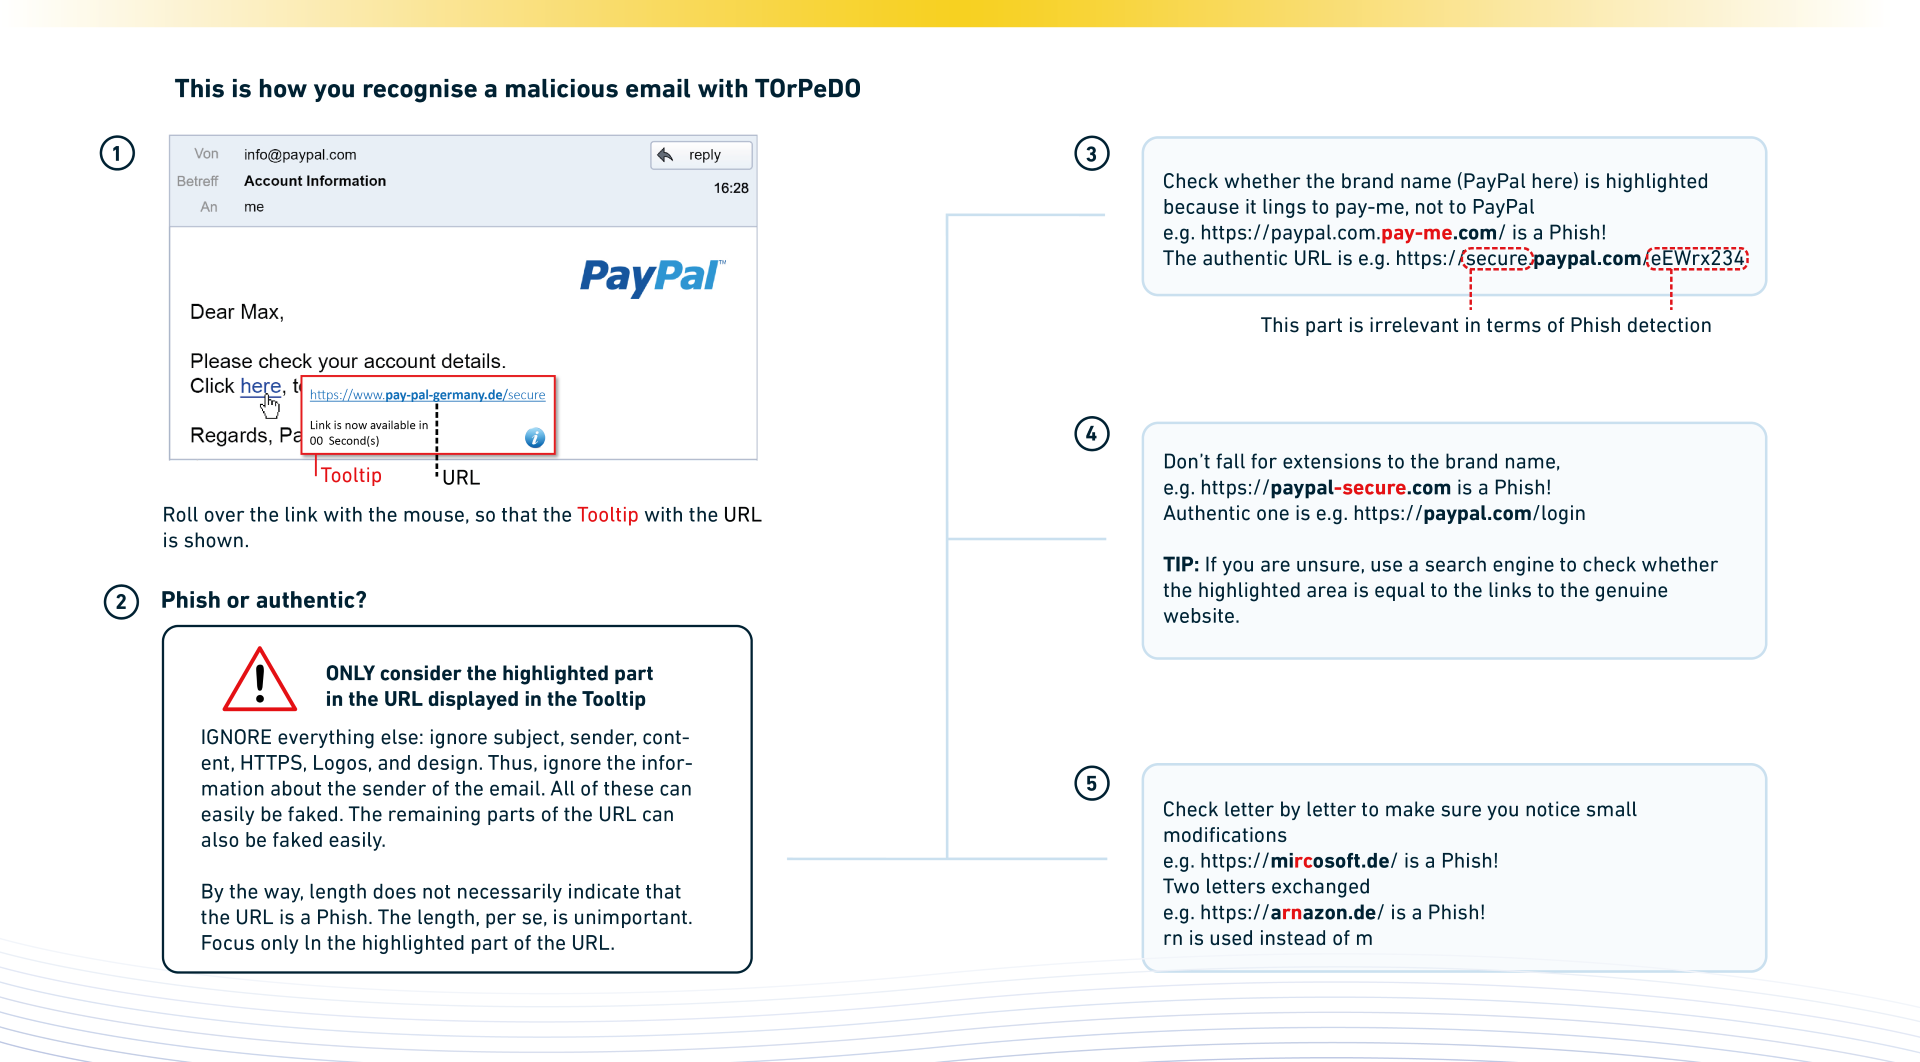 This is how you recognise a malicious email with TOrPeDO
1
Von info@paypal.com
reply
Betreff Account Information
16:28
An me
PayPal™
Dear Max,
Please check your account details.
Click here, t
https://www.pay-pal-germany.de/secure
Link is now available in
00 Second(s)
i
Regards, Pa
Tooltip
URL
Roll over the link with the mouse, so that the Tooltip with the URL
is shown.
2 Phish or authentic?
!
ONLY consider the highlighted part
in the URL displayed in the Tooltip
IGNORE everything else: ignore subject, sender, cont-
ent, HTTPS, Logos, and design. Thus, ignore the infor-
mation about the sender of the email. All of these can
easily be faked. The remaining parts of the URL can
also be faked easily.
By the way, length does not necessarily indicate that
the URL is a Phish. The length, per se, is unimportant.
Focus only ln the highlighted part of the URL.
3
Check whether the brand name (PayPal here) is highlighted
because it lings to pay-me, not to PayPal
e.g. https://paypal.com.pay-me.com/ is a Phish!
The authentic URL is e.g. https://secure.paypal.com/eEWrx234
This part is irrelevant in terms of Phish detection
4
Don't fall for extensions to the brand name,
e.g. https://paypal-secure.com is a Phish!
Authentic one is e.g. https://paypal.com/login
TIP: If you are unsure, use a search engine to check whether
the highlighted area is equal to the links to the genuine
website.
5
Check letter by letter to make sure you notice small
modifications
e.g. https://mircosoft.de/ is a Phish!
Two letters exchanged
e.g. https://arnazon.de/ is a Phish!
rn is used instead of m